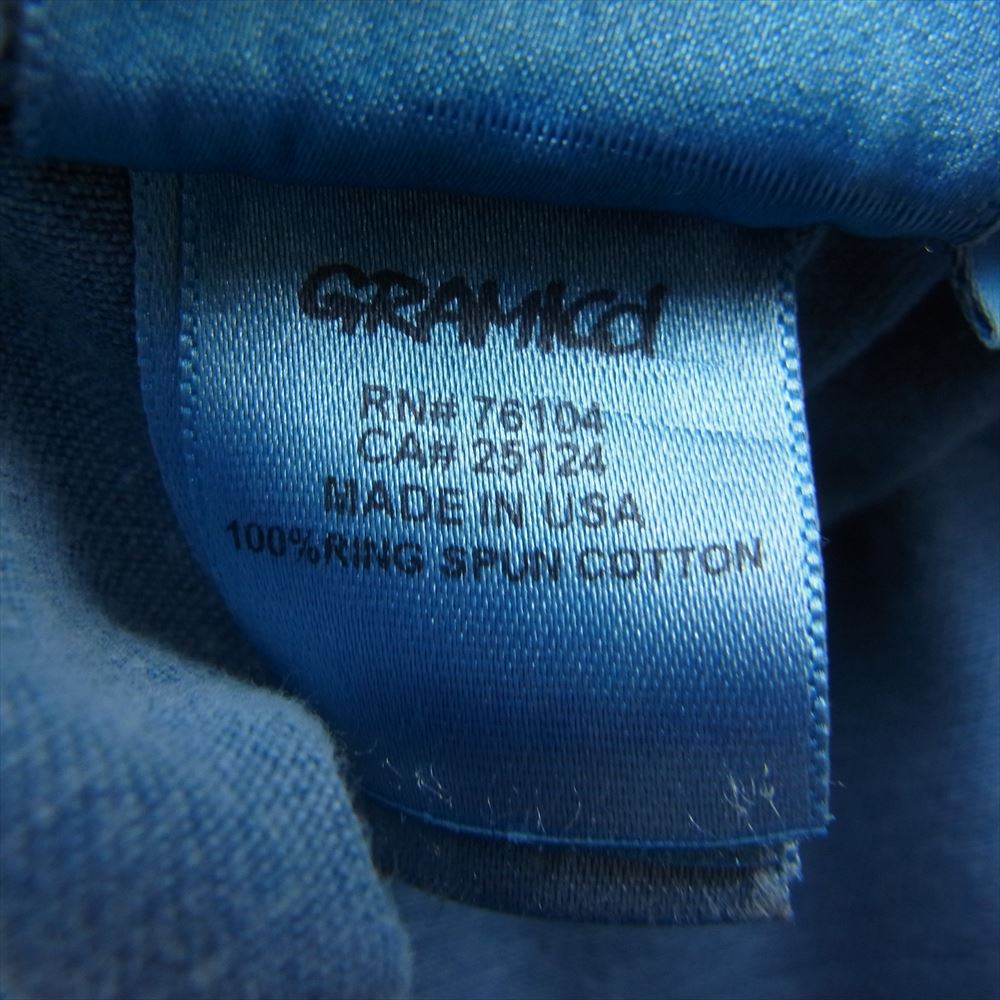 GRAMICCI
RN# 76104
CA# 25124
MADE IN USA
100%RING SPUN COTTON